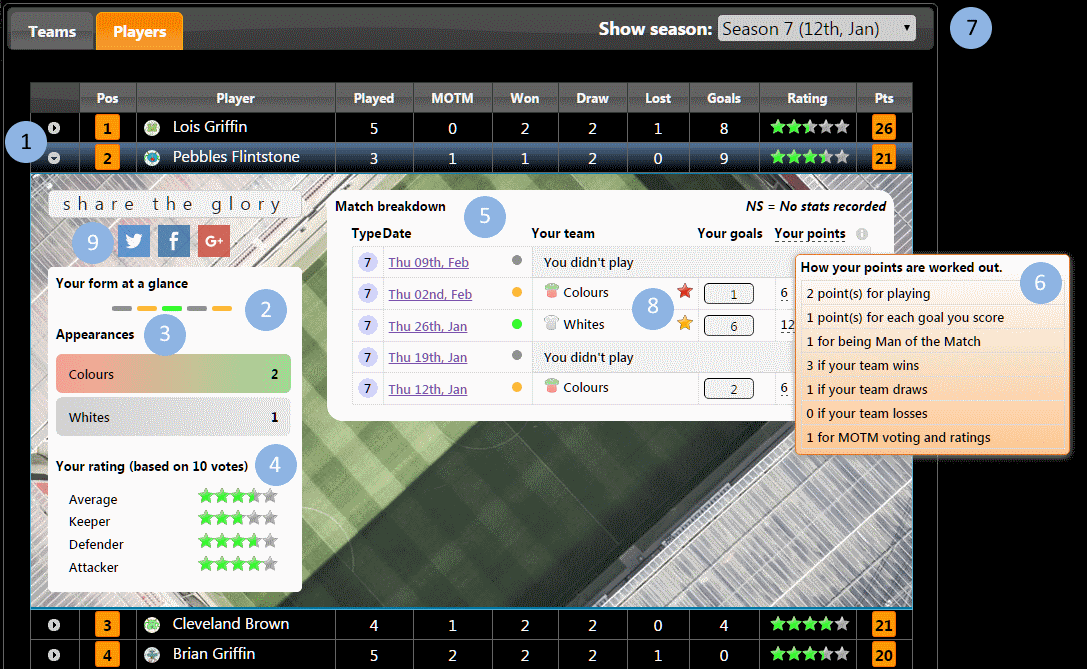 Teams Players Show season: Season 7 (12th, Jan) 7
Pos Player Played MOTM Won Draw Lost Goals Rating Pts
1 Lois Griffin 5 0 2 2 1 8 26
1
2 Pebbles Flintstone 3 1 1 2 0 9 21
share the glory
9 f G+
Your form at a glance
2
Appearances 3
Colours 2
Whites 1
Your rating (based on 10 votes) 4
Average
Keeper
Defender
Attacker
Match breakdown 5 NS = No stats recorded
Type Date Your team Your goals Your points i
7 Thu 09th, Feb You didn't play
7 Thu 02nd, Feb Colours 1 6
8
7 Thu 26th, Jan Whites 6 12
7 Thu 19th, Jan You didn't play
7 Thu 12th, Jan Colours 2 6
How your points are worked out. 6
2 point(s) for playing
1 point(s) for each goal you score
1 for being Man of the Match
3 if your team wins
1 if your team draws
0 if your team losses
1 for MOTM voting and ratings
3 Cleveland Brown 4 1 2 2 0 4 21
4 Brian Griffin 5 2 2 2 1 0 20